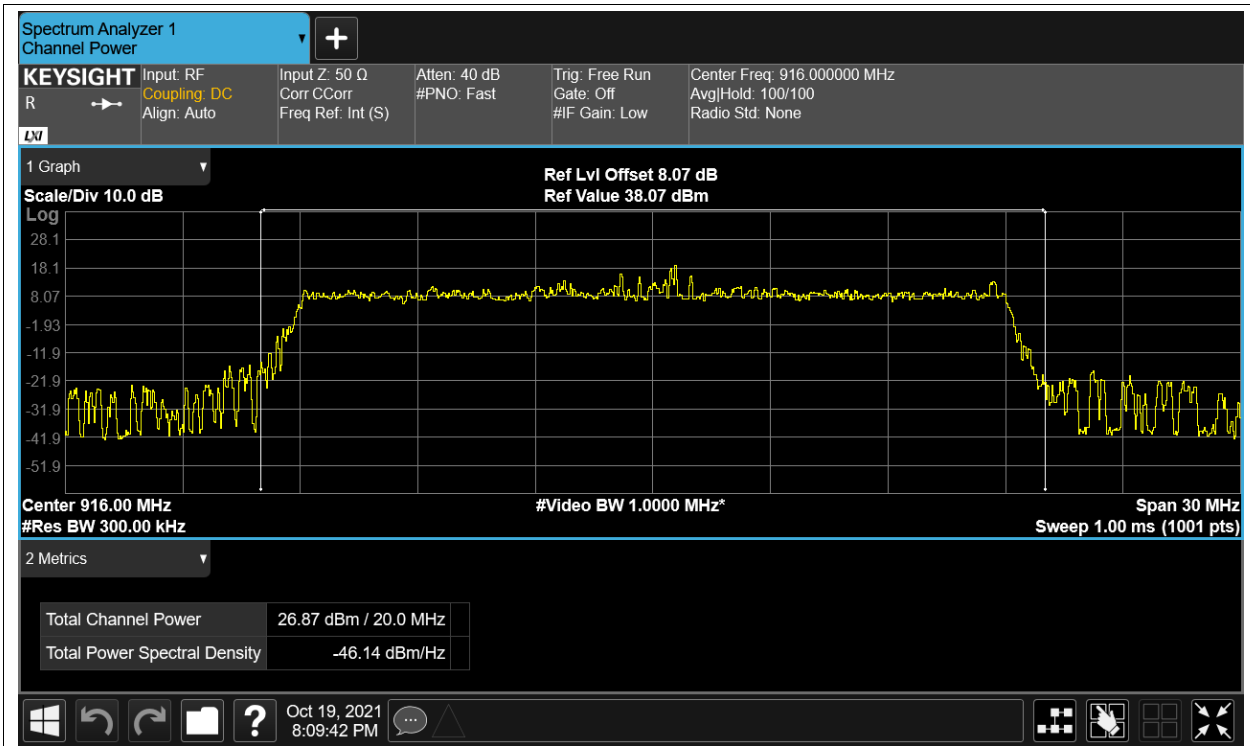 Spectrum Analyzer 1
Channel Power
KEYSIGHT
R
LXI
Input: RF
Coupling: DC
Align: Auto
Input Z: 50 Ω
Corr CCorr
Freq Ref: Int (S)
Atten: 40 dB
#PNO: Fast
Trig: Free Run
Gate: Off
#IF Gain: Low
Center Freq: 916.000000 MHz
Avg|Hold: 100/100
Radio Std: None
1 Graph
Scale/Div 10.0 dB
Ref Lvl Offset 8.07 dB
Ref Value 38.07 dBm
Log
28.1
18.1
8.07
-1.93
-11.9
-21.9
-31.9
-41.9
-51.9
Center 916.00 MHz
#Res BW 300.00 kHz
#Video BW 1.0000 MHz*
Span 30 MHz
Sweep 1.00 ms (1001 pts)
2 Metrics
Total Channel Power 26.87 dBm / 20.0 MHz
Total Power Spectral Density -46.14 dBm/Hz
?
Oct 19, 2021
8:09:42 PM